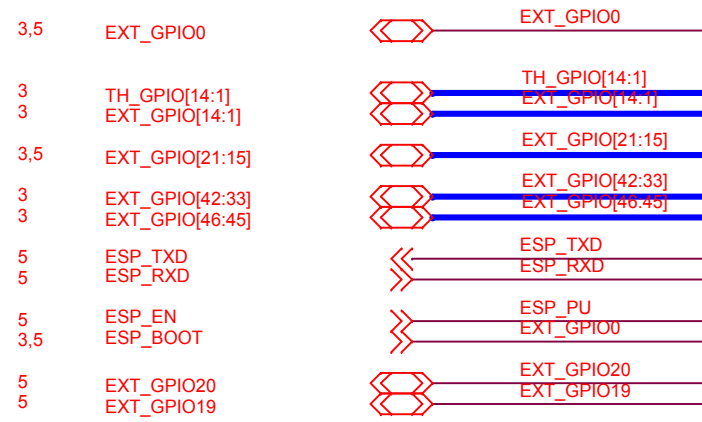 3,5 EXT_GPIO0 EXT_GPIO0
3 TH_GPIO[14:1] TH_GPIO[14:1]
3 EXT_GPIO[14:1] EXT_GPIO[14:1]
3,5 EXT_GPIO[21:15] EXT_GPIO[21:15]
3 EXT_GPIO[42:33] EXT_GPIO[42:33]
3 EXT_GPIO[46:45] EXT_GPIO[46:45]
5 ESP_TXD ESP_TXD
5 ESP_RXD ESP_RXD
5 ESP_EN ESP_PU
3,5 ESP_BOOT EXT_GPIO0
5 EXT_GPIO20 EXT_GPIO20
5 EXT_GPIO19 EXT_GPIO19